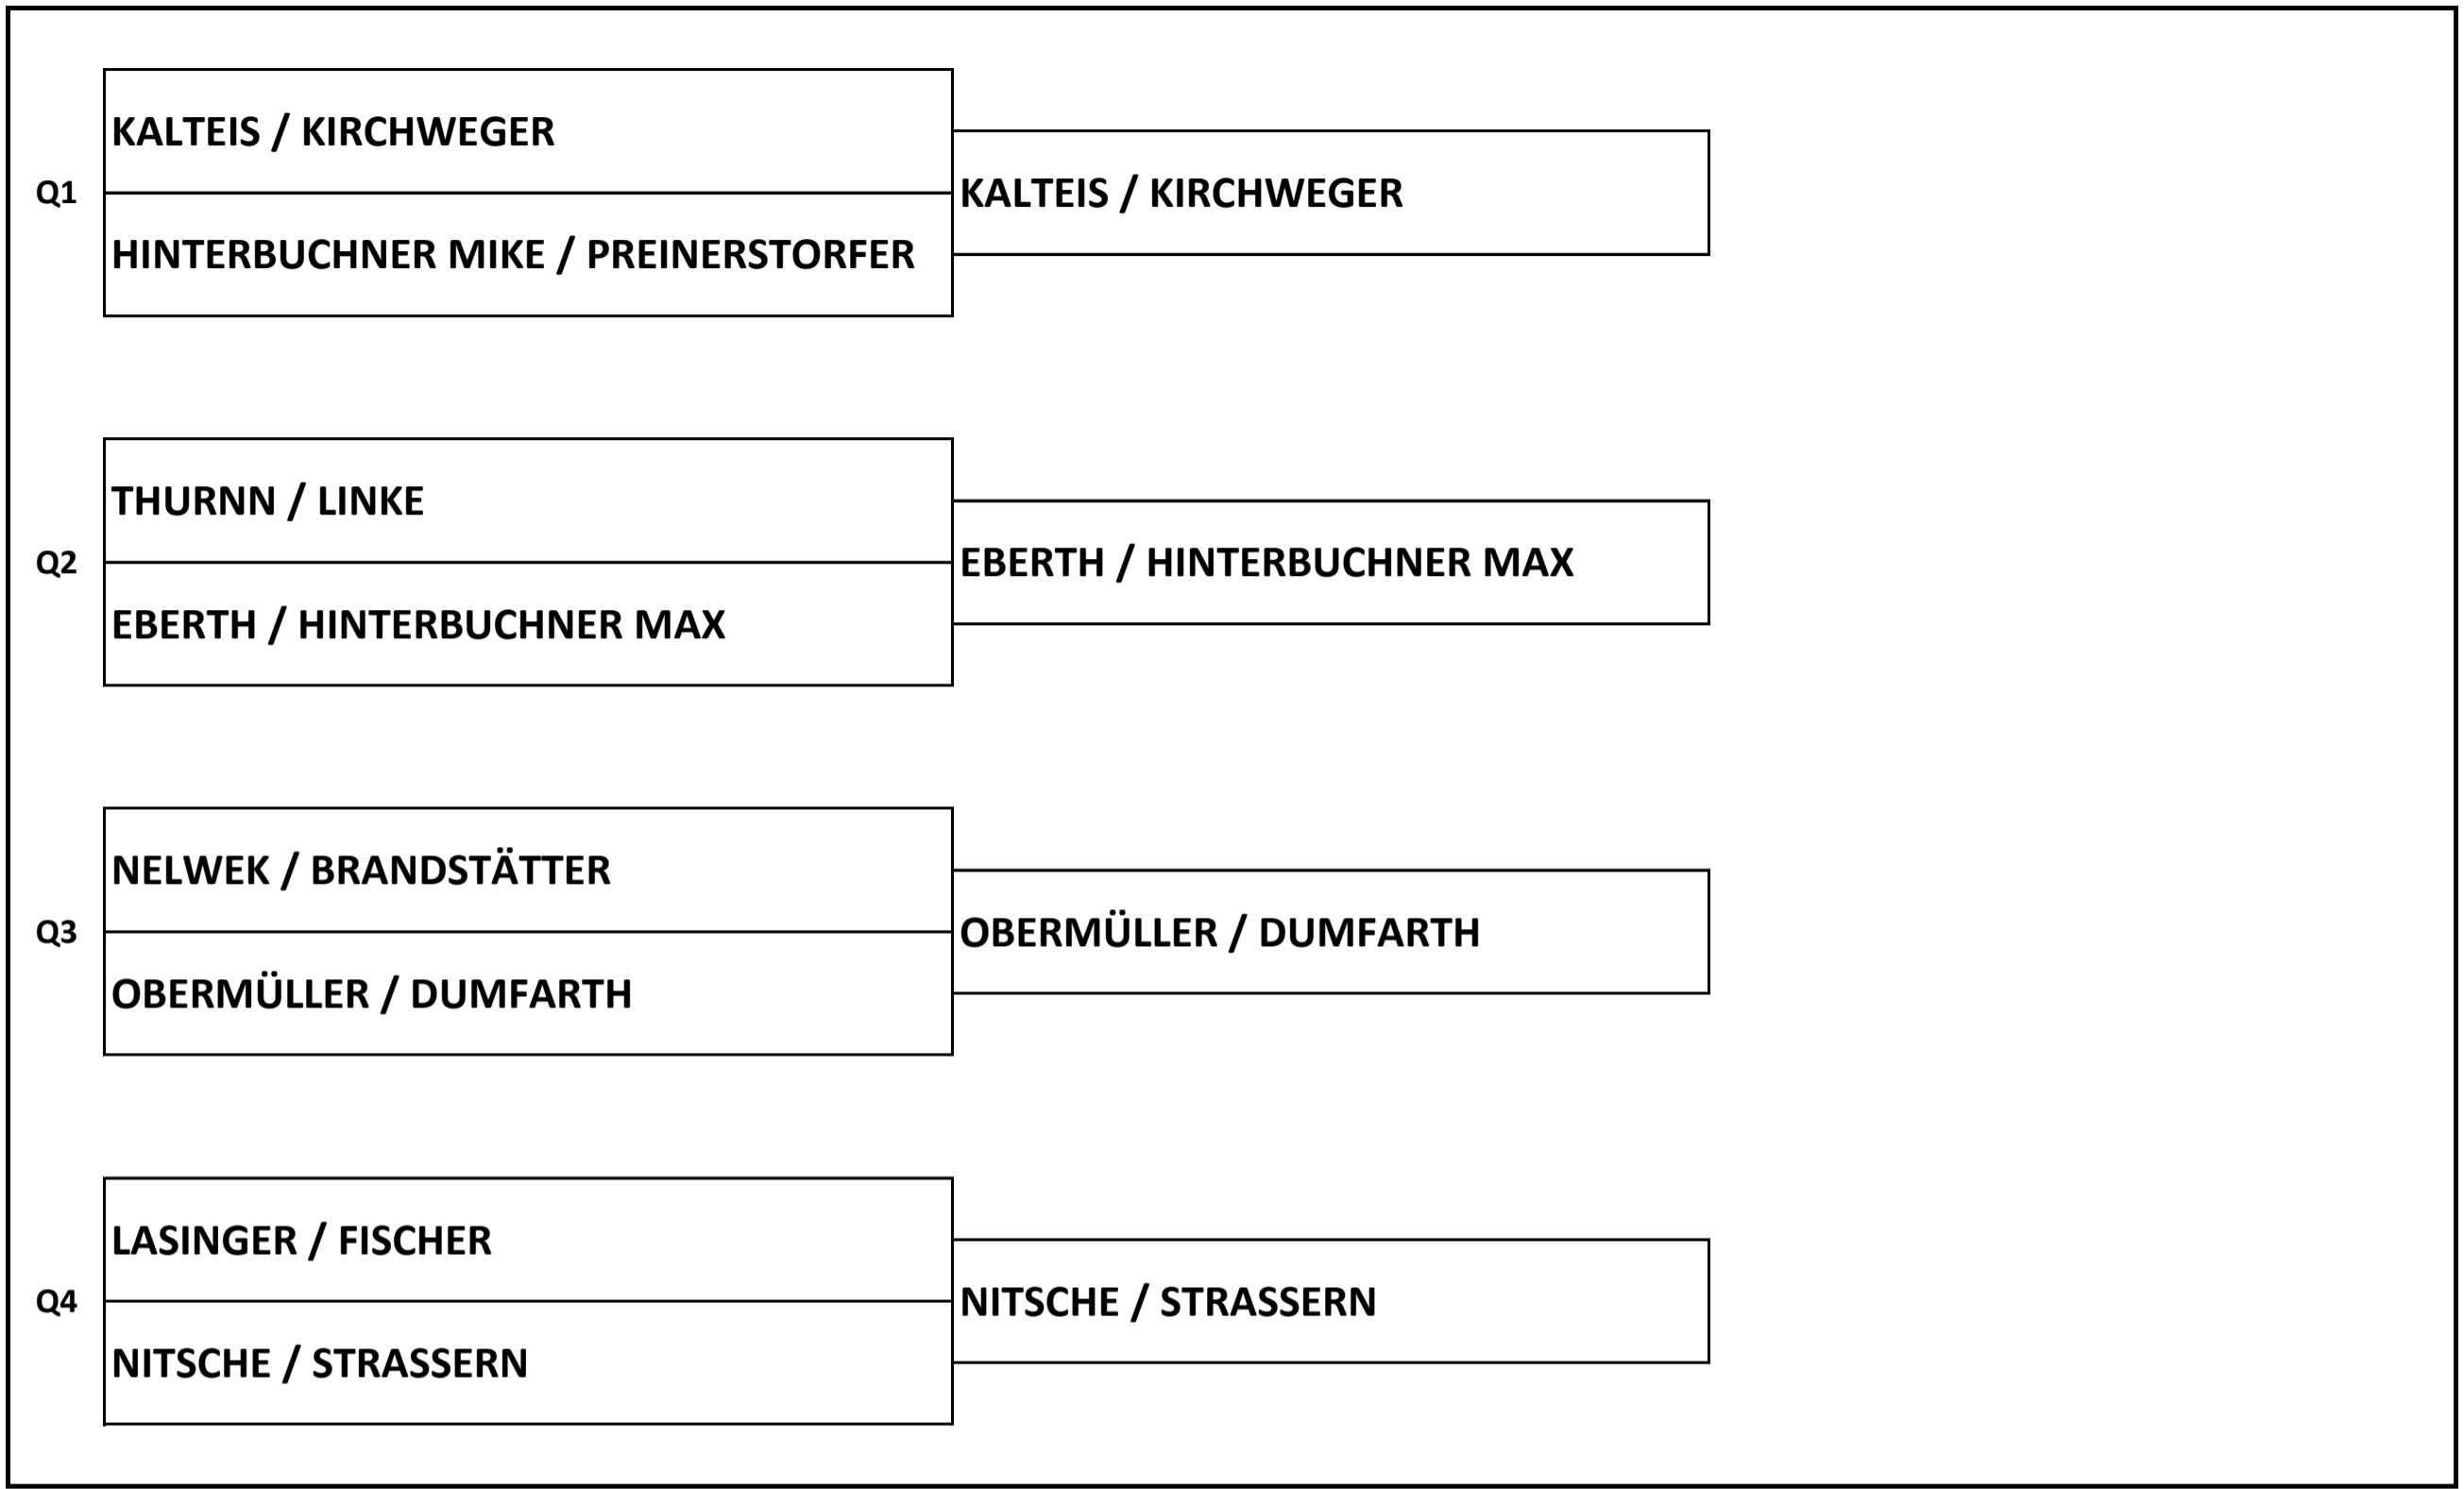 KALTEIS / KIRCHWEGER
Q1
KALTEIS / KIRCHWEGER
HINTERBUCHNER MIKE / PREINERSTORFER
THURNN / LINKE
Q2
EBERTH / HINTERBUCHNER MAX
EBERTH / HINTERBUCHNER MAX
NELWEK / BRANDSTÄTTER
Q3
OBERMÜLLER / DUMFARTH
OBERMÜLLER / DUMFARTH
LASINGER / FISCHER
Q4
NITSCHE / STRASSERN
NITSCHE / STRASSERN